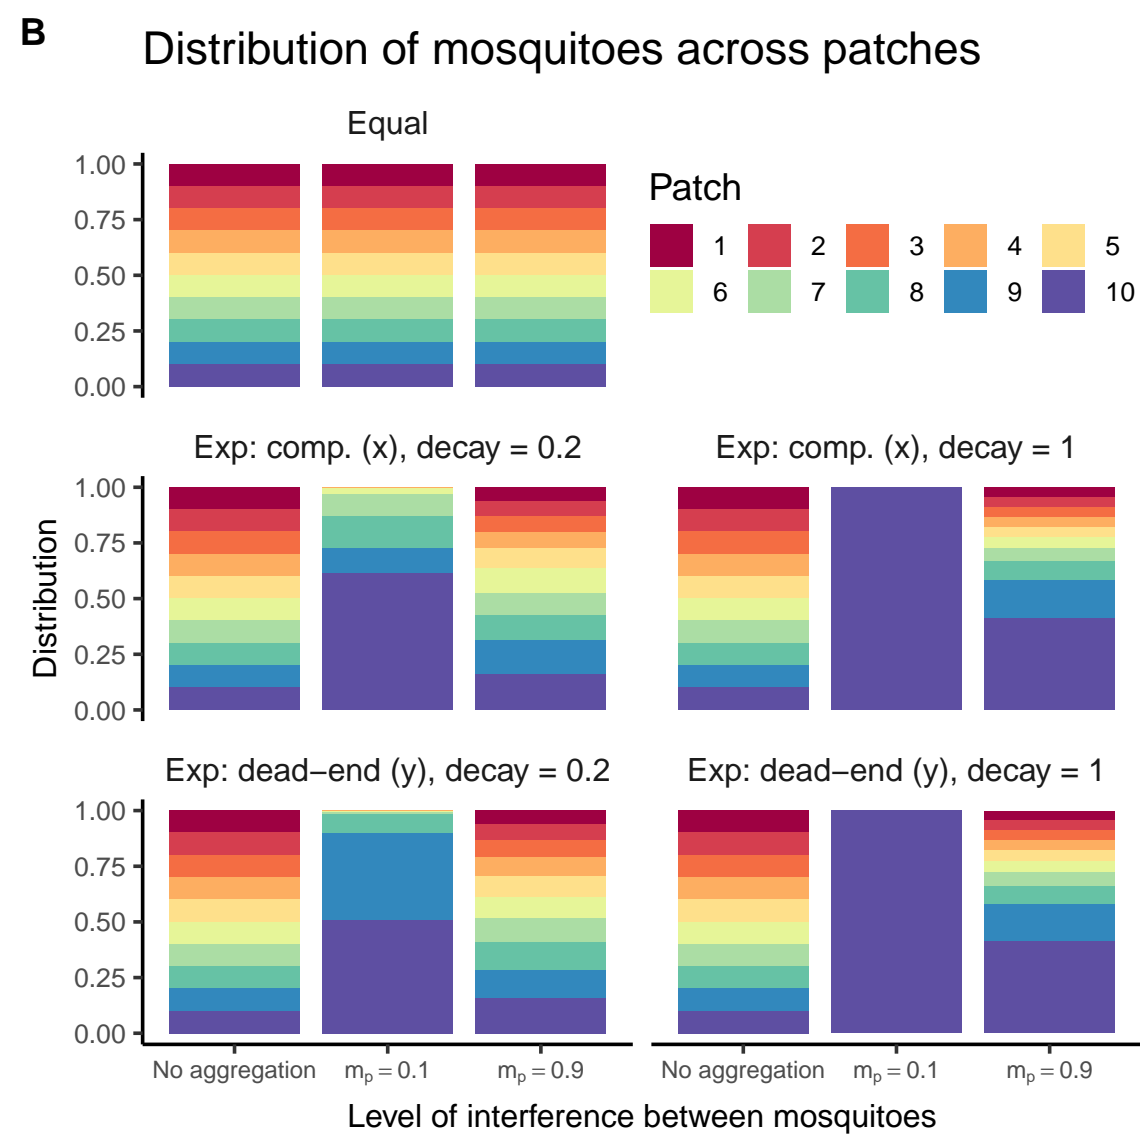 B
Distribution of mosquitoes across patches
Equal
1.00
0.75
0.50
0.25
0.00
Patch
1 2 3 4 5
6 7 8 9 10
Exp: comp. (x), decay = 0.2
Exp: comp. (x), decay = 1
1.00
0.75
0.50
0.25
0.00
Distribution
Exp: dead−end (y), decay = 0.2
Exp: dead−end (y), decay = 1
1.00
0.75
0.50
0.25
0.00
No aggregation mp = 0.1 mp = 0.9
No aggregation mp = 0.1 mp = 0.9
Level of interference between mosquitoes